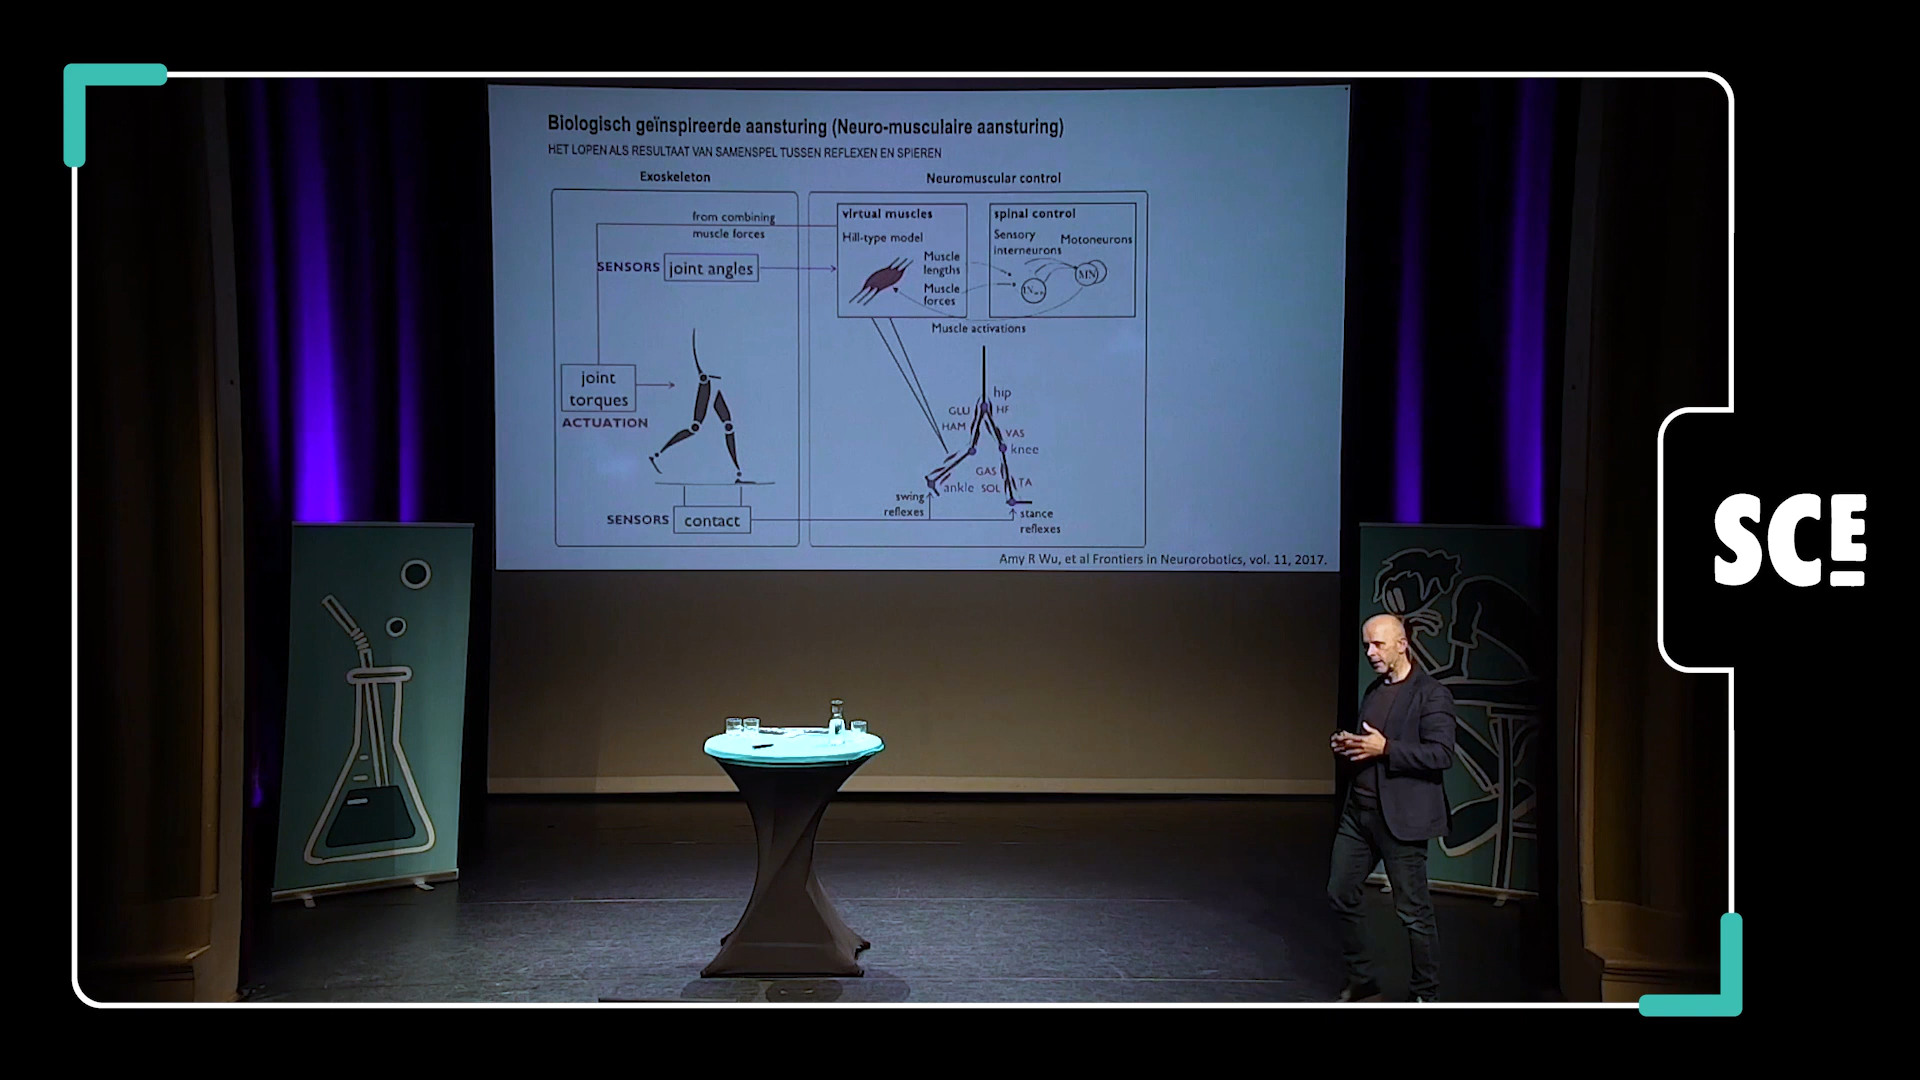 Biologisch geïnspireerde aansturing (Neuro-musculaire aansturing)
HET LOPEN ALS RESULTAAT VAN SAMENSPEL TUSSEN REFLEXEN EN SPIEREN
Exoskeleton
Neuromuscular control
from combining
muscle forces
SENSORS
joint angles
virtual muscles
Hill-type model
Muscle
lengths
Muscle
forces
spinal control
Sensory
interneurons
Motoneurons
MN
Muscle activations
joint
torques
ACTUATION
hip
GLU
HF
HAM
VAS
knee
GAS
ankle
SOL
TA
swing
reflexes
stance
reflexes
SENSORS
contact
Amy R Wu, et al Frontiers in Neurorobotics, vol. 11, 2017.
SCE